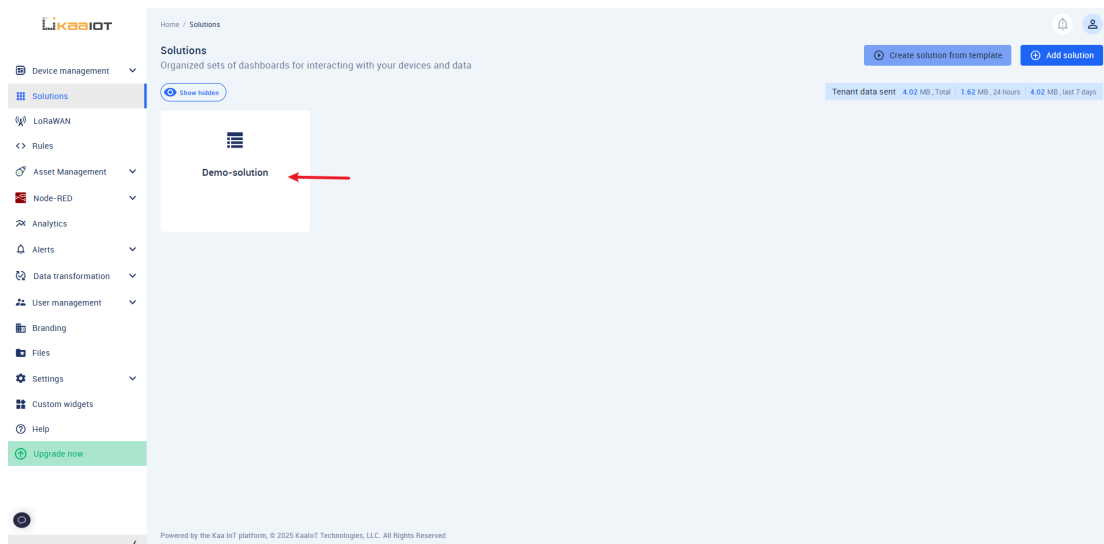 KaaIoT
Home / Solutions
Solutions
Organized sets of dashboards for interacting with your devices and data
Create solution from template
Add solution
Show hidden
Tenant data sent 4.02 MB, Total 1.62 MB, 24 hours 4.02 MB, last 7 days
Device management
Solutions
LoRaWAN
Rules
Asset Management
Node-RED
Analytics
Alerts
Data transformation
User management
Branding
Files
Settings
Custom widgets
Help
Upgrade now
Demo-solution
Powered by the Kaa IoT platform, © 2025 KaaIoT Technologies, LLC. All Rights Reserved